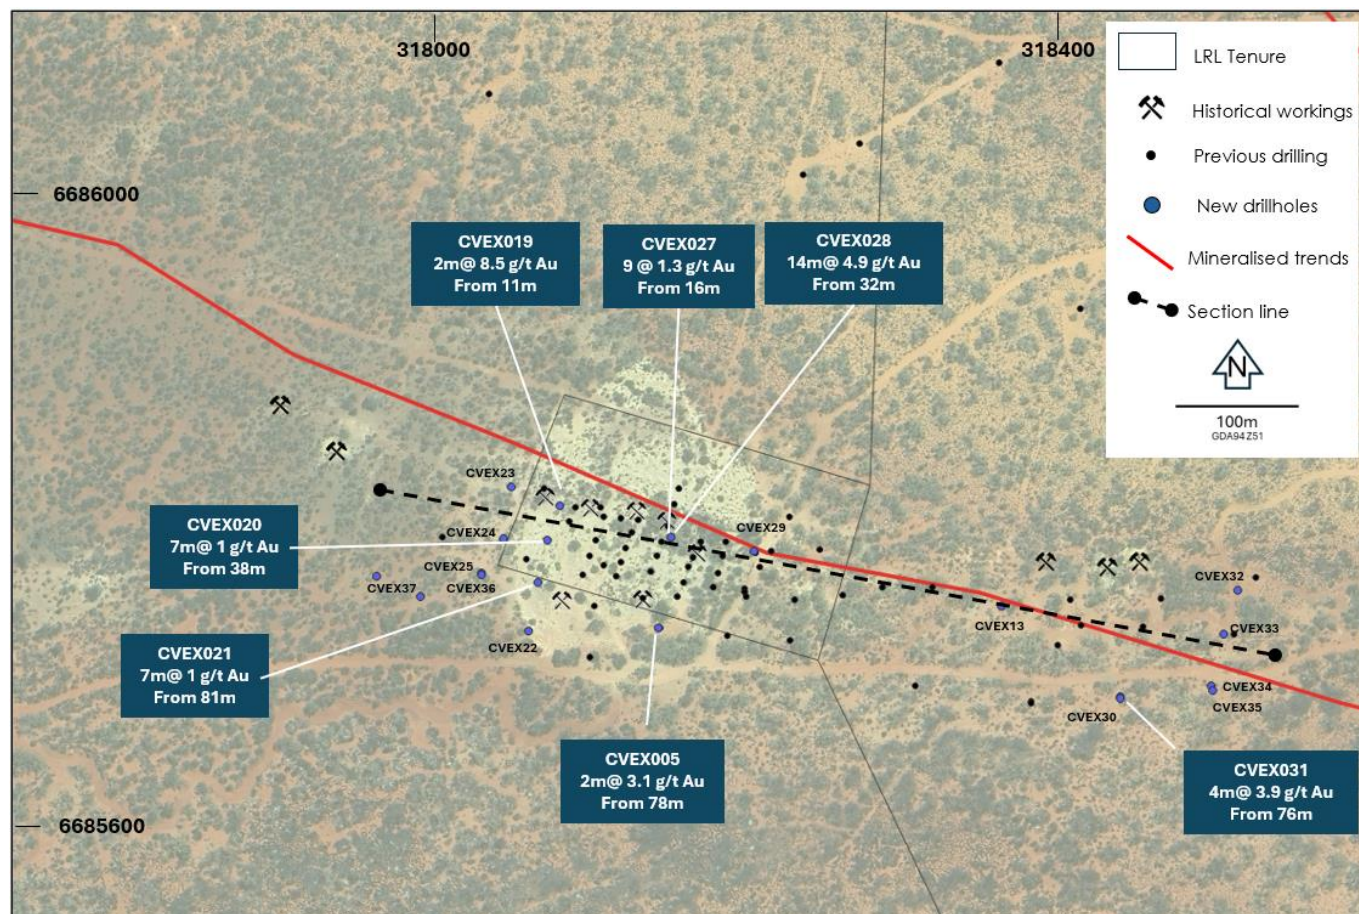 318000
318400
6686000
6685600
LRL Tenure
Historical workings
Previous drilling
New drillholes
Mineralised trends
Section line
N
100m
GDA94 Z51
CVEX019
2m@ 8.5 g/t Au
From 11m
CVEX027
9 @ 1.3 g/t Au
From 16m
CVEX028
14m@ 4.9 g/t Au
From 32m
CVEX23
CVEX24
CVEX29
CVEX020
7m@ 1 g/t Au
From 38m
CVEX25
CVEX36
CVEX37
CVEX32
CVEX13
CVEX33
CVEX021
7m@ 1 g/t Au
From 81m
CVEX22
CVEX34
CVEX35
CVEX30
CVEX005
2m@ 3.1 g/t Au
From 78m
CVEX031
4m@ 3.9 g/t Au
From 76m